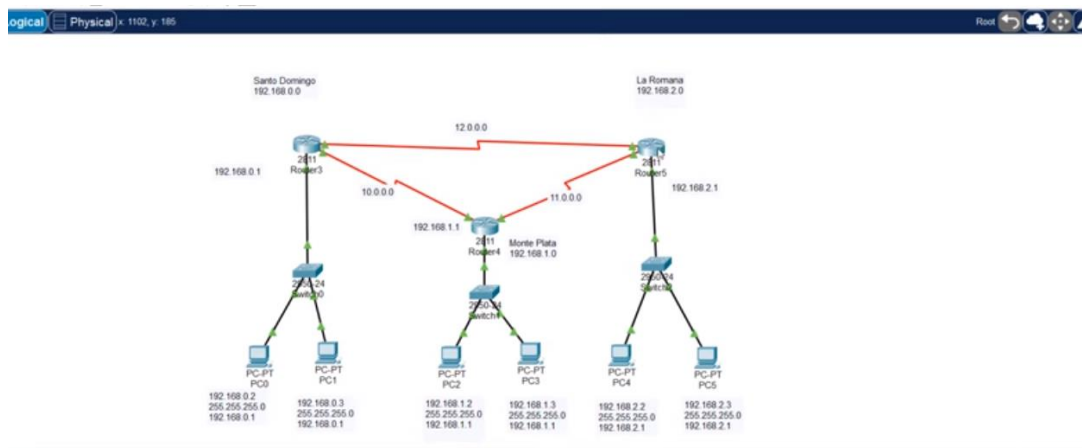 ogical
Physical
x: 1102, y: 185
Root
Santo Domingo
192.168.0.0
La Romana
192.168.2.0
12.0.0.0
2811
Router3
2811
Router5
192.168.0.1
10.0.0.0
11.0.0.0
192.168.2.1
192.168.1.1
2811
Router4
Monte Plata
192.168.1.0
2950-24
Switch0
2950-24
Switch1
2950-24
PC-PT
PC0
PC-PT
PC1
PC-PT
PC2
PC-PT
PC3
PC-PT
PC4
PC-PT
PC5
192.168.0.2
255.255.255.0
192.168.0.1
192.168.0.3
255.255.255.0
192.168.0.1
192.168.1.2
255.255.255.0
192.168.1.1
192.168.1.3
255.255.255.0
192.168.1.1
192.168.2.2
255.255.255.0
192.168.2.1
192.168.2.3
255.255.255.0
192.168.2.1